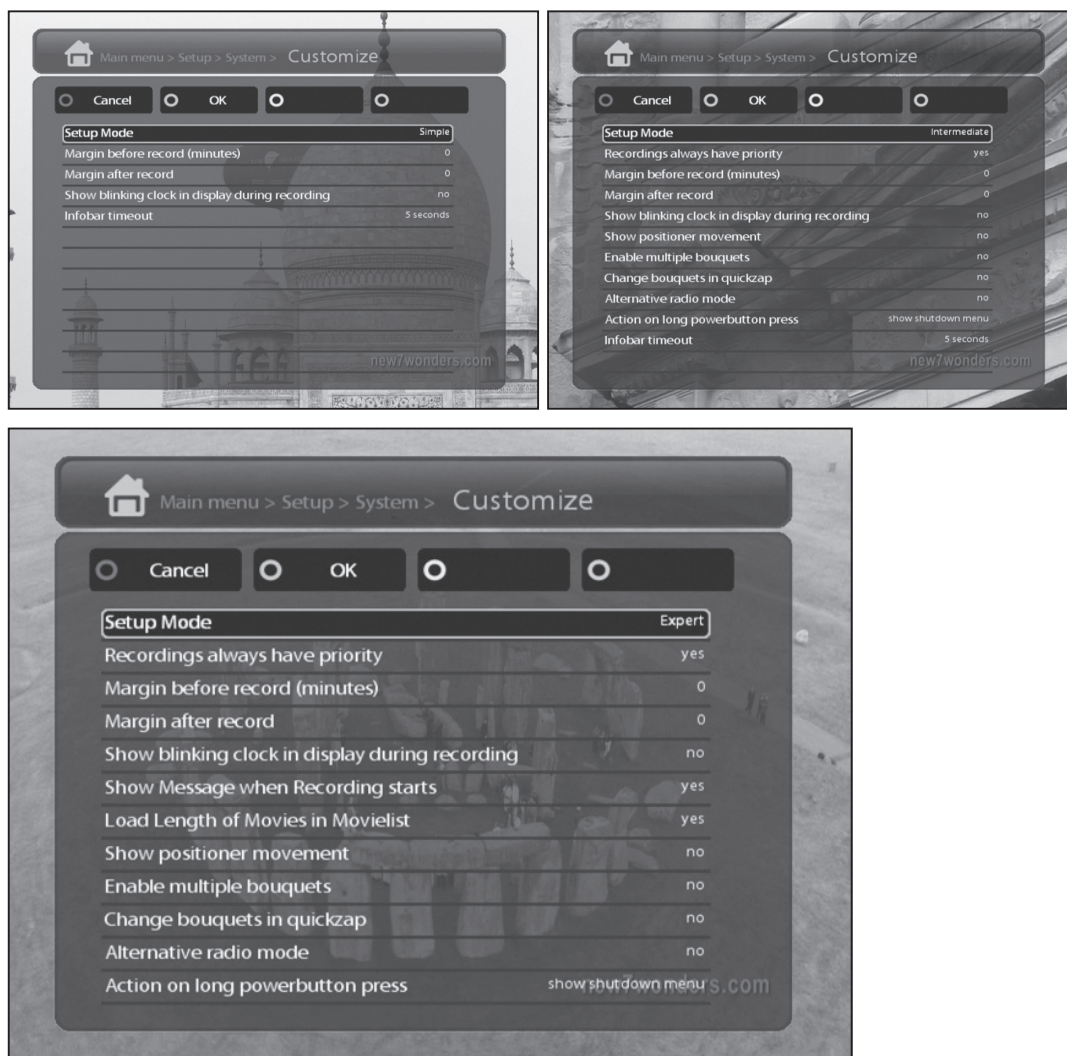 Main menu > Setup > System > Customize
Cancel OK
Setup Mode Simple
Margin before record (minutes) 0
Margin after record 0
Show blinking clock in display during recording no
Infobar timeout 5 seconds
new7wonders.com
Main menu > Setup > System > Customize
Cancel OK
Setup Mode Intermediate
Recordings always have priority yes
Margin before record (minutes) 0
Margin after record 0
Show blinking clock in display during recording no
Show positioner movement no
Enable multiple bouquets no
Change bouquets in quickzap no
Alternative radio mode no
Action on long powerbutton press show shutdown menu
Infobar timeout 5 seconds
new7wonders.com
Main menu > Setup > System > Customize
Cancel OK
Setup Mode Expert
Recordings always have priority yes
Margin before record (minutes) 0
Margin after record 0
Show blinking clock in display during recording no
Show Message when Recording starts yes
Load Length of Movies in Movielist yes
Show positioner movement no
Enable multiple bouquets no
Change bouquets in quickzap no
Alternative radio mode no
Action on long powerbutton press show shutdown menu
new7wonders.com